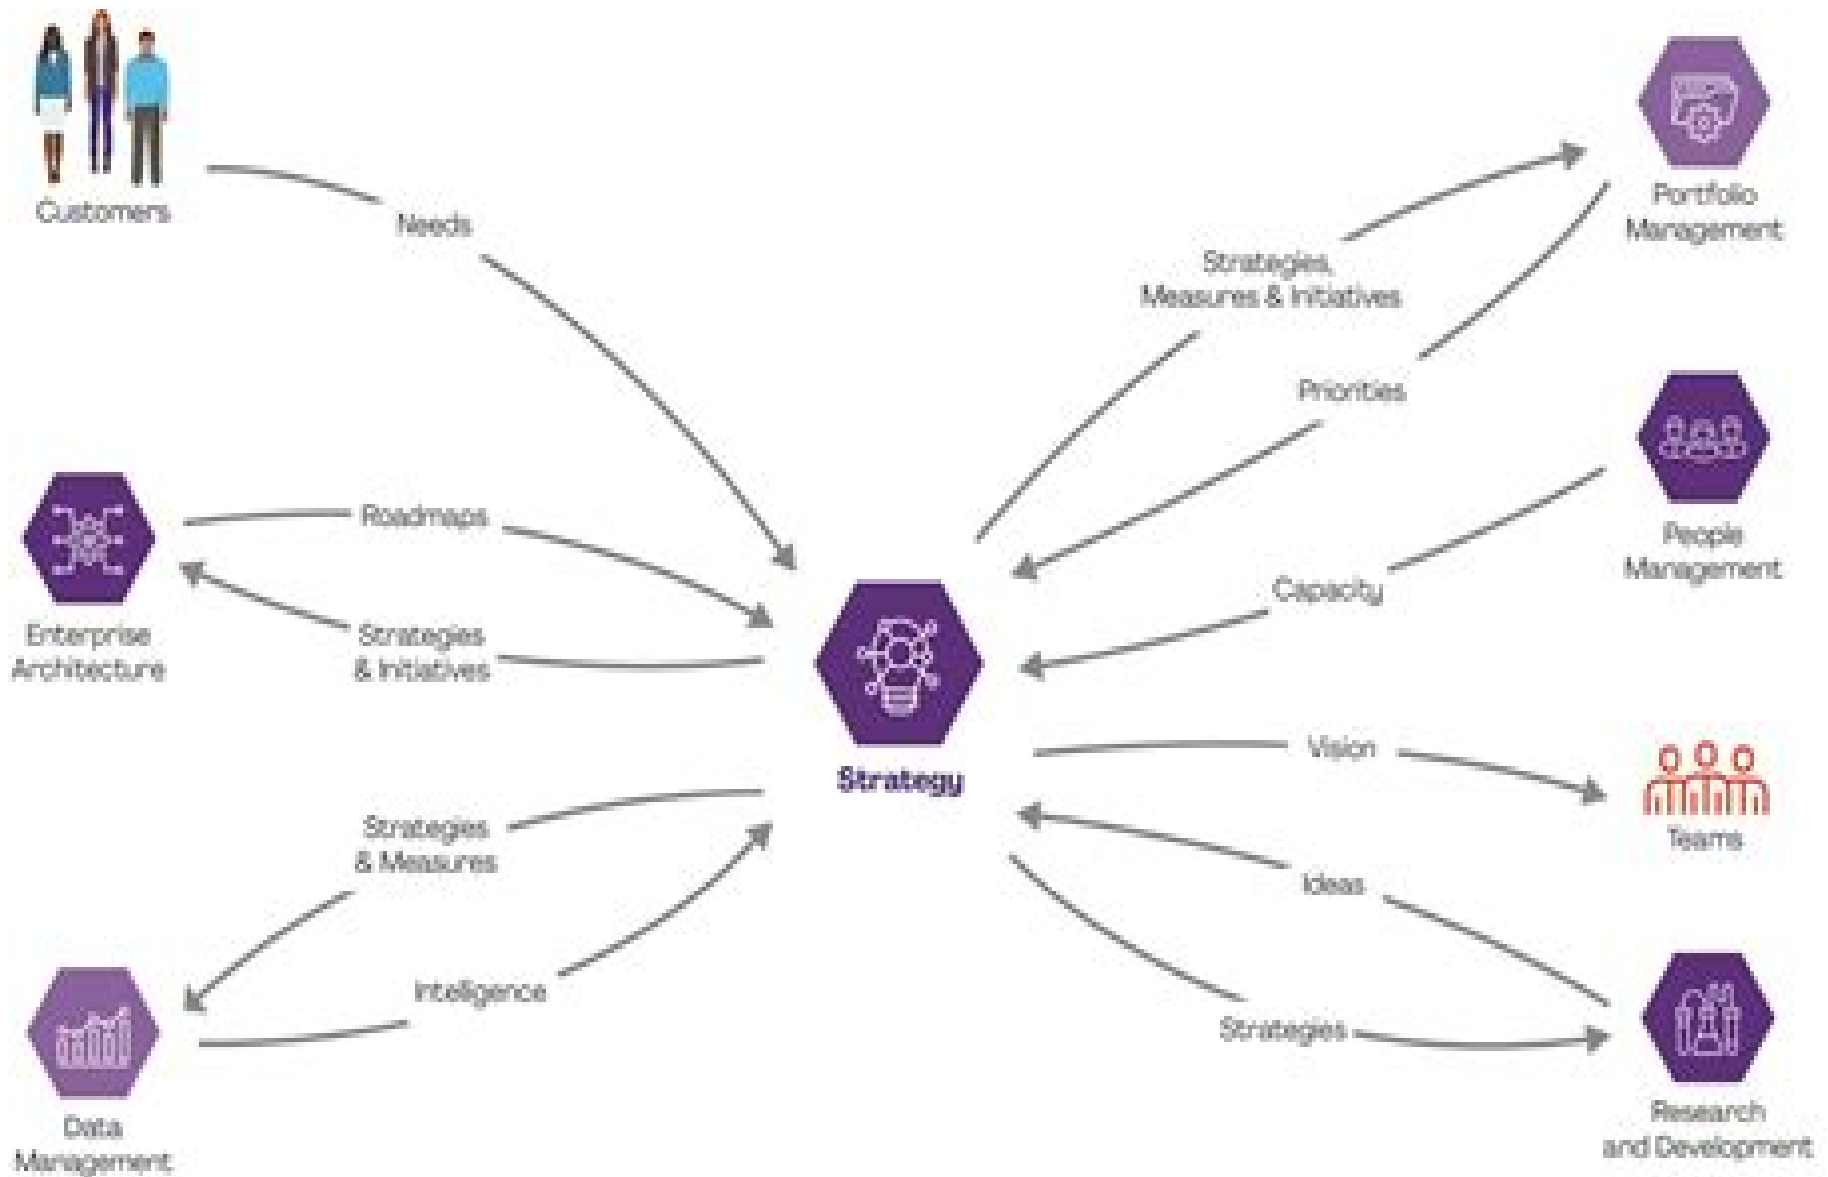 Customers
Needs
Strategies,
Measures & Initiatives
Portfolio
Management
Priorities
People
Management
Roadmaps
Enterprise
Architecture
Strategies
& Initiatives
Capacity
Strategy
Vision
Teams
Strategies
& Measures
Ideas
Inteligence
Strategies
Data
Management
Research
and Development